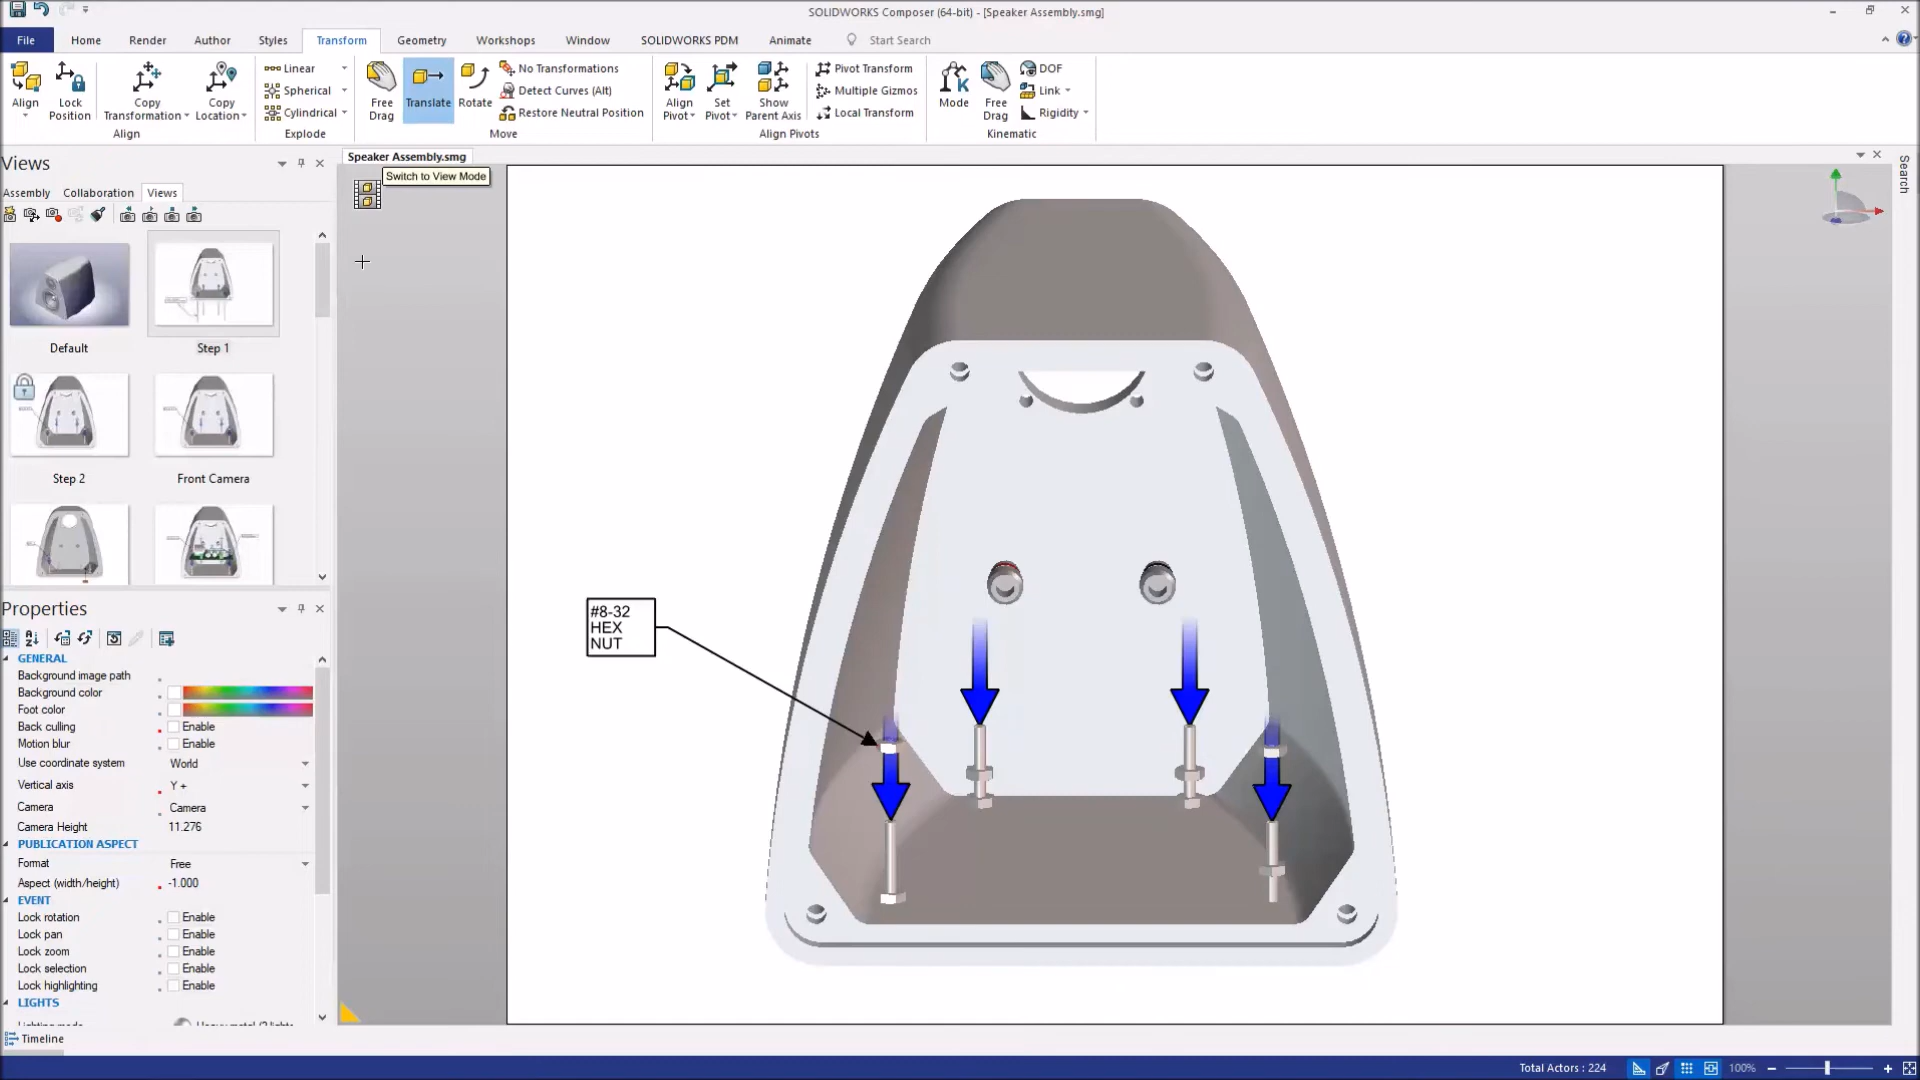 SOLIDWORKS Composer (64-bit) - [Speaker Assembly.smg]
File Home Render Author Styles Transform Geometry Workshops Window SOLIDWORKS PDM Animate Start Search
Align
Lock Position
Copy Transformation
Copy Location
Align
Linear
Spherical
Cylindrical
Explode
Free Drag
Translate
Rotate
No Transformations
Detect Curves (Alt)
Restore Neutral Position
Move
Align Pivot
Set Pivot
Show Parent Axis
Pivot Transform
Multiple Gizmos
Local Transform
Align Pivots
Mode
Free Drag
DOF
Link
Rigidity
Kinematic
Views
Assembly Collaboration Views
Default
Step 1
Step 2
Front Camera
Speaker Assembly.smg
Switch to View Mode
Search
#8-32
HEX
NUT
Properties
GENERAL
Background image path
Background color
Foot color
Back culling Enable
Motion blur Enable
Use coordinate system World
Vertical axis Y +
Camera Camera
Camera Height 11.276
PUBLICATION ASPECT
Format Free
Aspect (width/height) -1.000
EVENT
Lock rotation Enable
Lock pan Enable
Lock zoom Enable
Lock selection Enable
Lock highlighting Enable
LIGHTS
Timeline
Total Actors : 224
100%